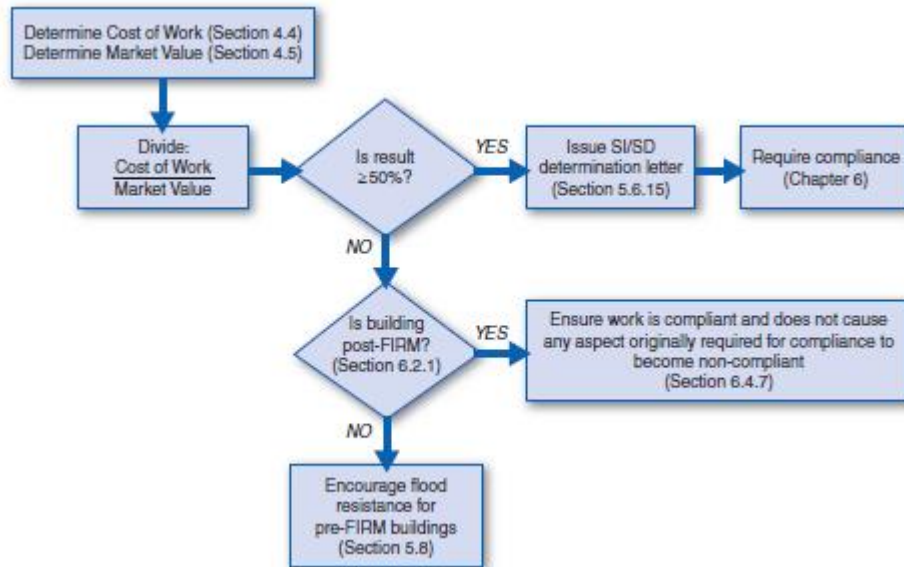 Determine Cost of Work (Section 4.4)
Determine Market Value (Section 4.5)
Divide:
Cost of Work
Market Value
Is result
≥50%?
YES
Issue SI/SD
determination letter
(Section 5.6.15)
Require compliance
(Chapter 6)
NO
Is building
post-FIRM?
(Section 6.2.1)
YES
Ensure work is compliant and does not cause
any aspect originally required for compliance to
become non-compliant
(Section 6.4.7)
NO
Encourage flood
resistance for
pre-FIRM buildings
(Section 5.8)